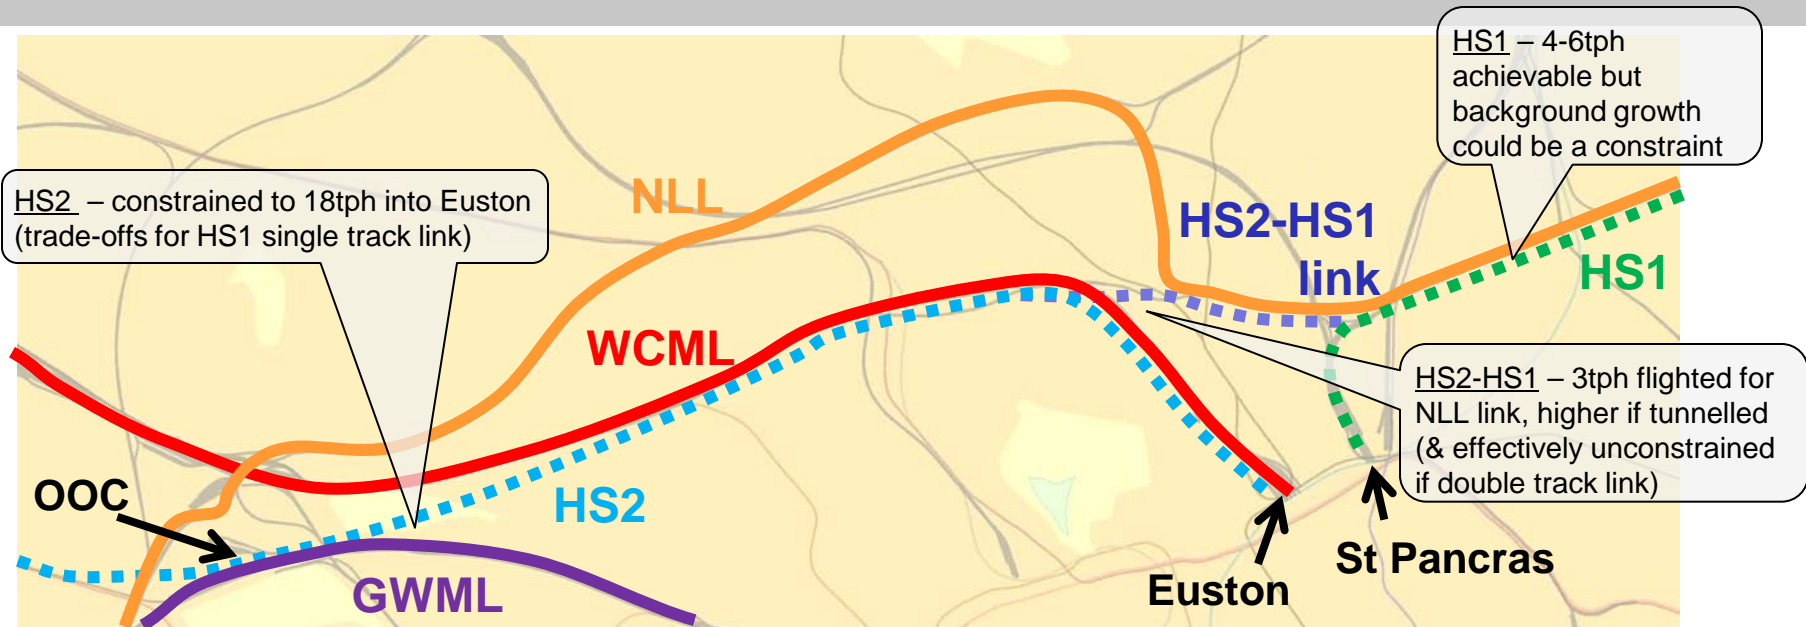 HS1 – 4-6tph
achievable but
background growth
could be a constraint
HS2 – constrained to 18tph into Euston
(trade-offs for HS1 single track link)
NLL
HS2-HS1
link
HS1
WCML
HS2-HS1 – 3tph flighted for
NLL link, higher if tunnelled
(& effectively unconstrained
if double track link)
OOC
HS2
GWML
Euston
St Pancras